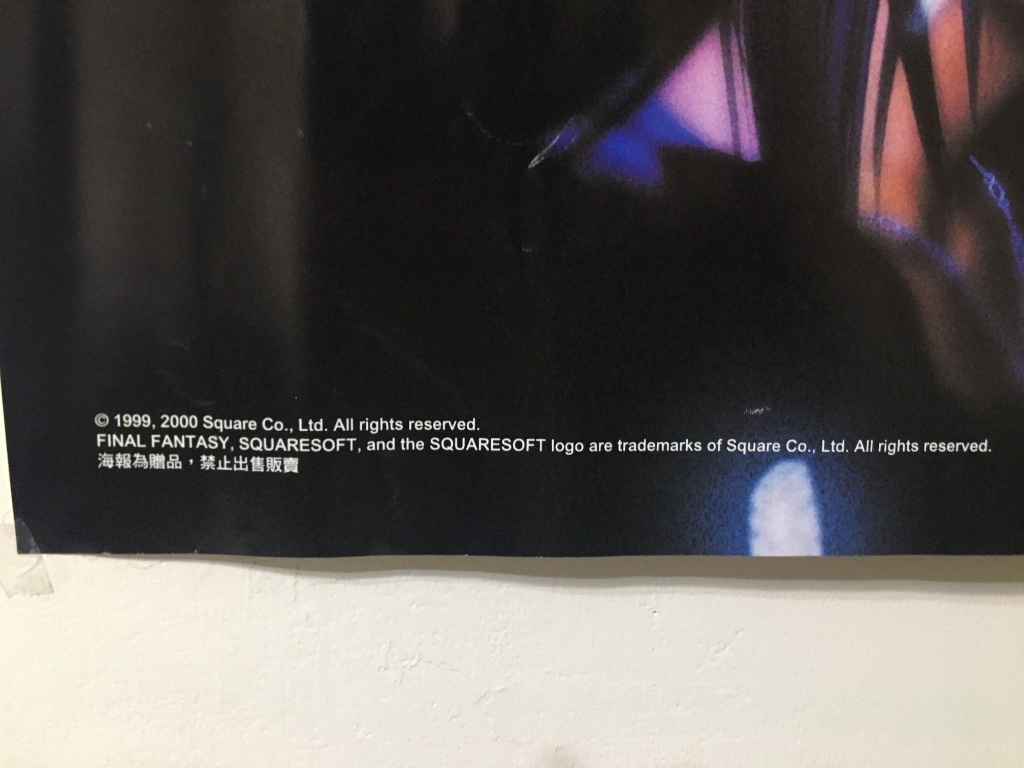 © 1999, 2000 Square Co., Ltd. All rights reserved.
FINAL FANTASY, SQUARESOFT, and the SQUARESOFT logo are trademarks of Square Co., Ltd. All rights reserved.
海報為贈品，禁止出售販賣